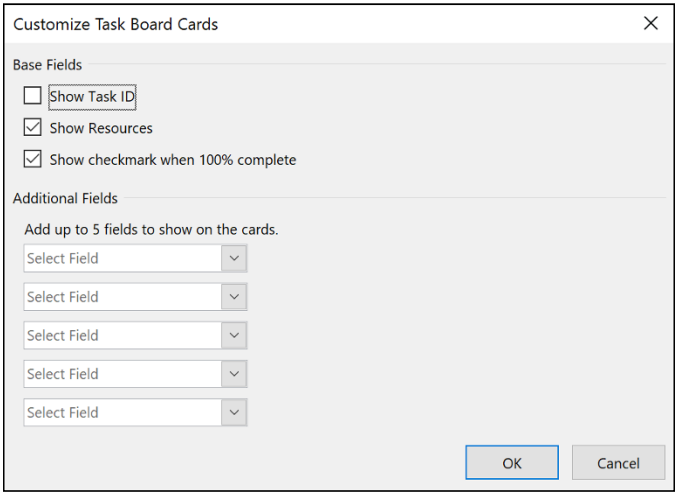 Customize Task Board Cards
Base Fields
Show Task ID
Show Resources
Show checkmark when 100% complete
Additional Fields
Add up to 5 fields to show on the cards.
Select Field
Select Field
Select Field
Select Field
Select Field
OK Cancel